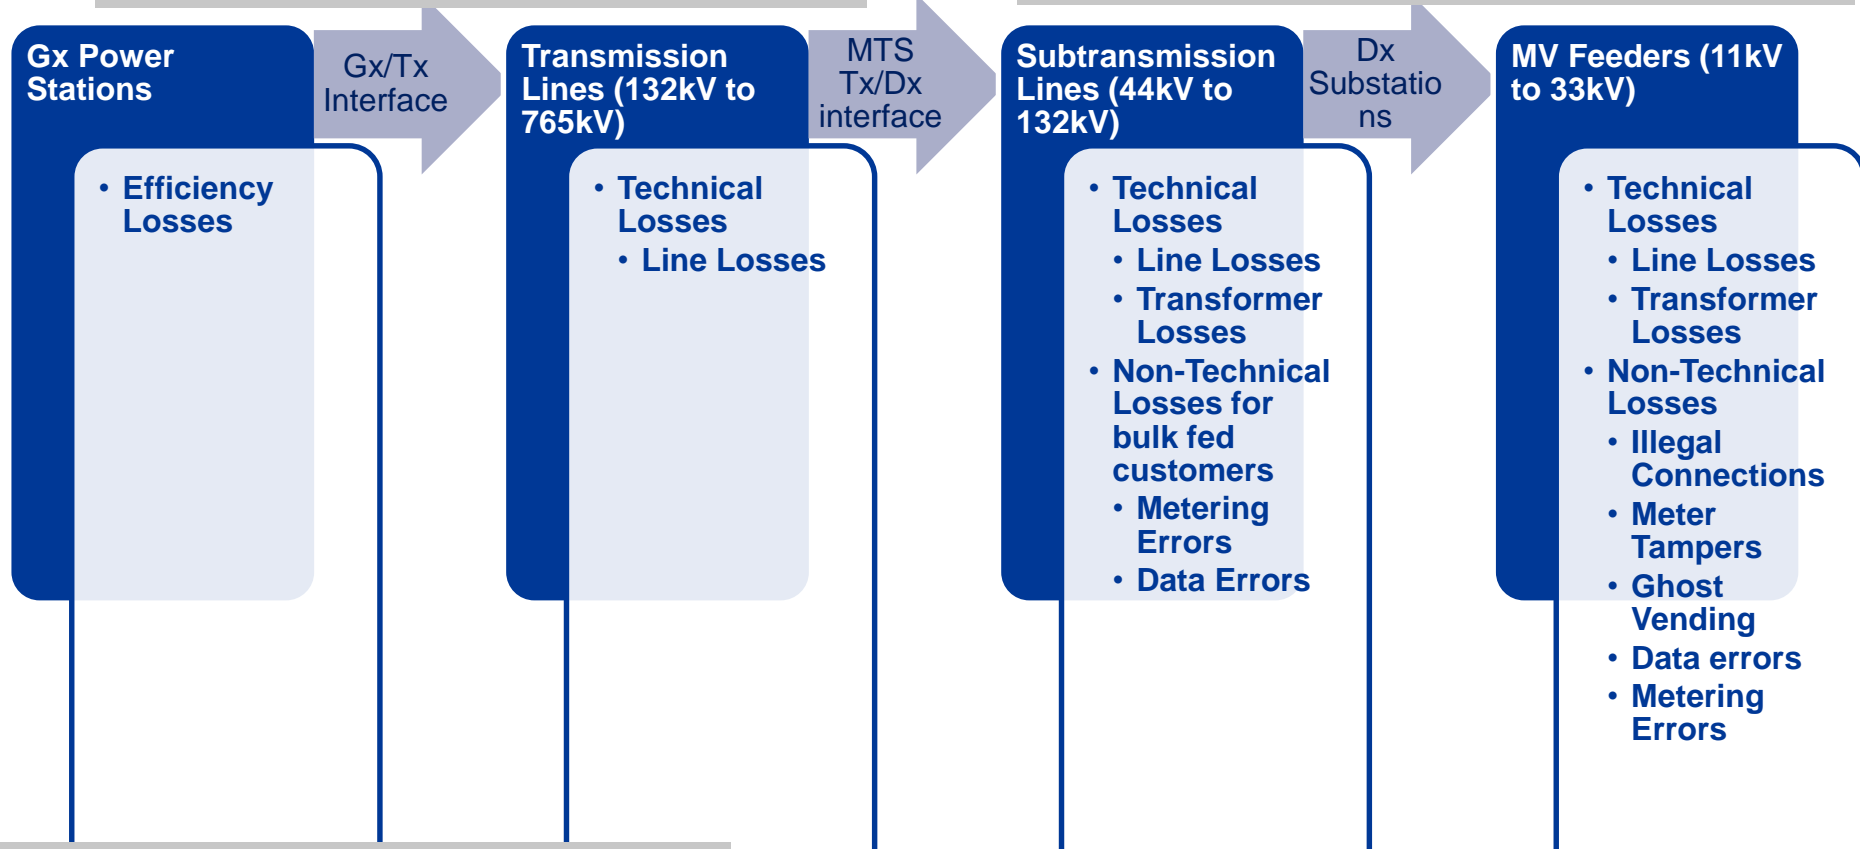 Gx Power
Stations
• Efficiency
Losses
Gx/Tx
Interface
Transmission
Lines (132kV to
765kV)
• Technical
Losses
• Line Losses
MTS
Tx/Dx
interface
Subtransmission
Lines (44kV to
132kV)
• Technical
Losses
• Line Losses
• Transformer
Losses
• Non-Technical
Losses for
bulk fed
customers
• Metering
Errors
• Data Errors
Dx
Substatio
ns
MV Feeders (11kV
to 33kV)
• Technical
Losses
• Line Losses
• Transformer
Losses
• Non-Technical
Losses
• Illegal
Connections
• Meter
Tampers
• Ghost
Vending
• Data errors
• Metering
Errors